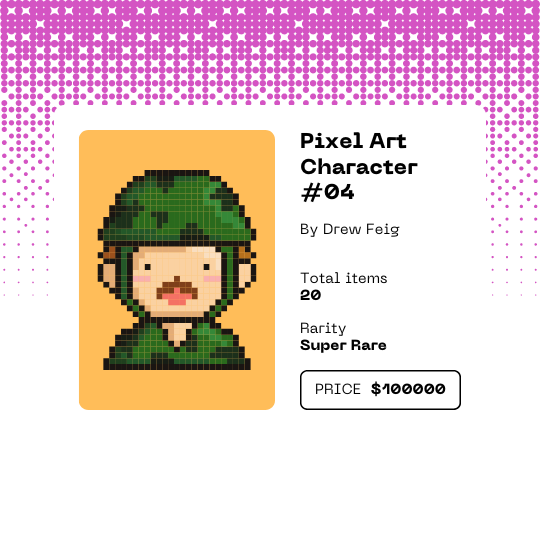 Pixel Art
Character
#04
By Drew Feig
Total items
20
Rarity
Super Rare
PRICE $100000